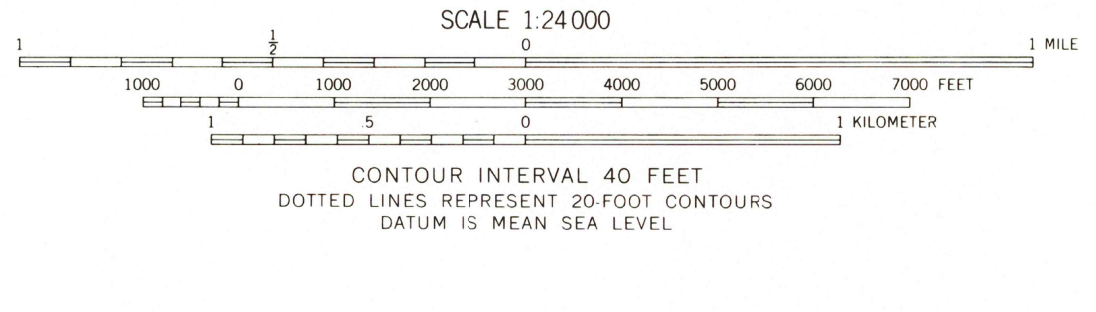 SCALE 1:24 000
1 ½ 0 1 MILE
1000 0 1000 2000 3000 4000 5000 6000 7000 FEET
1 .5 0 1 KILOMETER
CONTOUR INTERVAL 40 FEET
DOTTED LINES REPRESENT 20-FOOT CONTOURS
DATUM IS MEAN SEA LEVEL